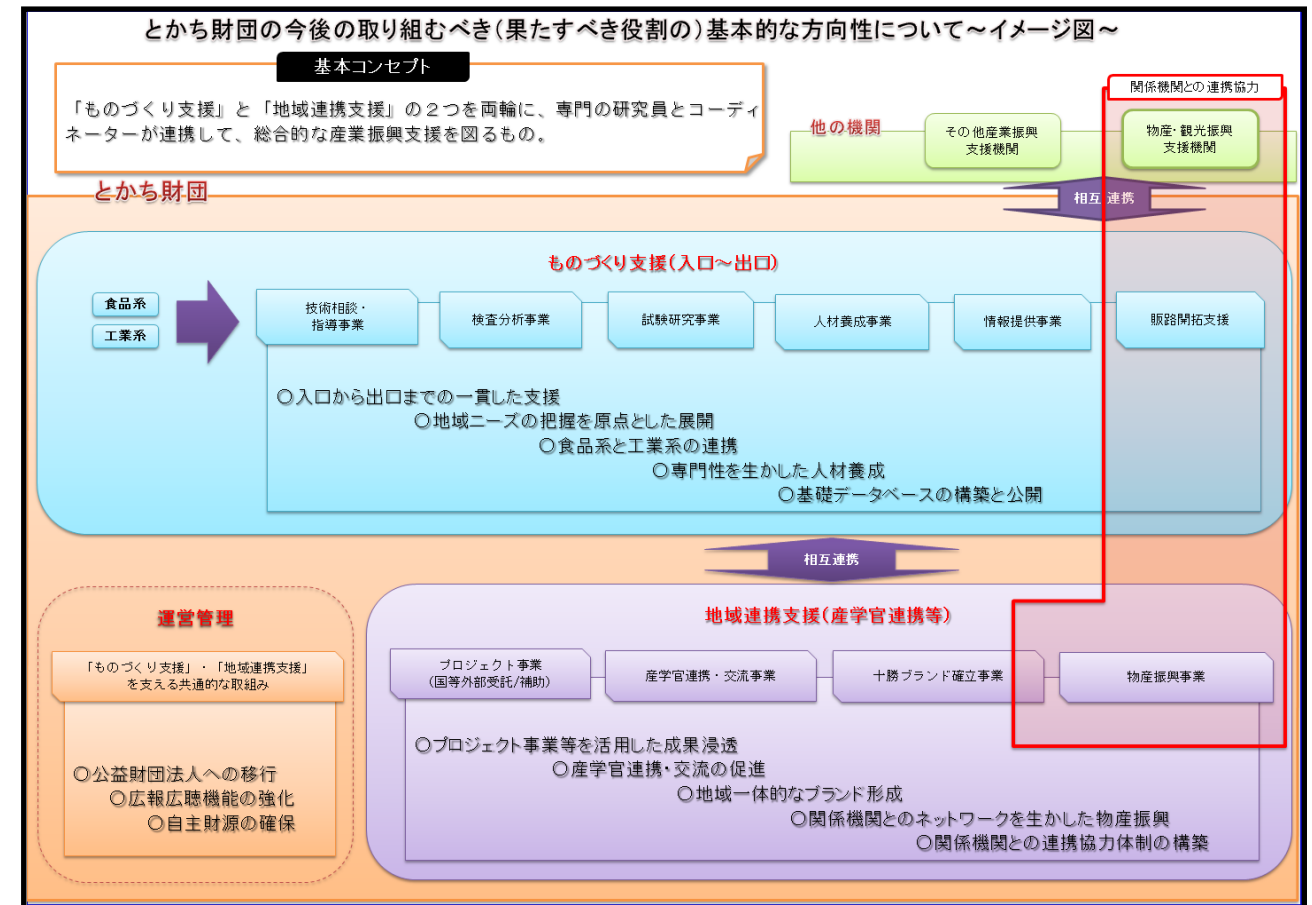 とかち財団の今後の取り組むべき(果たすべき役割の)基本的な方向性について～イメージ図～
基本コンセプト
「ものづくり支援」と「地域連携支援」の２つを両輪に、専門の研究員とコーディ
ネーターが連携して、総合的な産業振興支援を図るもの。
関係機関との連携協力
他の機関
その他産業振興
支援機関
物産・観光振興
支援機関
とかち財団
相互連携
ものづくり支援(入口～出口)
食品系
工業系
技術相談・
指導事業
検査分析事業
試験研究事業
人材養成事業
情報提供事業
販路開拓支援
○入口から出口までの一貫した支援
○地域ニーズの把握を原点とした展開
○食品系と工業系の連携
○専門性を生かした人材養成
○基礎データベースの構築と公開
相互連携
運営管理
「ものづくり支援」・「地域連携支援」
を支える共通的な取組み
○公益財団法人への移行
○広報広聴機能の強化
○自主財源の確保
地域連携支援(産学官連携等)
プロジェクト事業
(国等外部受託/補助)
産学官連携・交流事業
十勝ブランド確立事業
物産振興事業
○プロジェクト事業等を活用した成果浸透
○産学官連携・交流の促進
○地域一体的なブランド形成
○関係機関とのネットワークを生かした物産振興
○関係機関との連携協力体制の構築